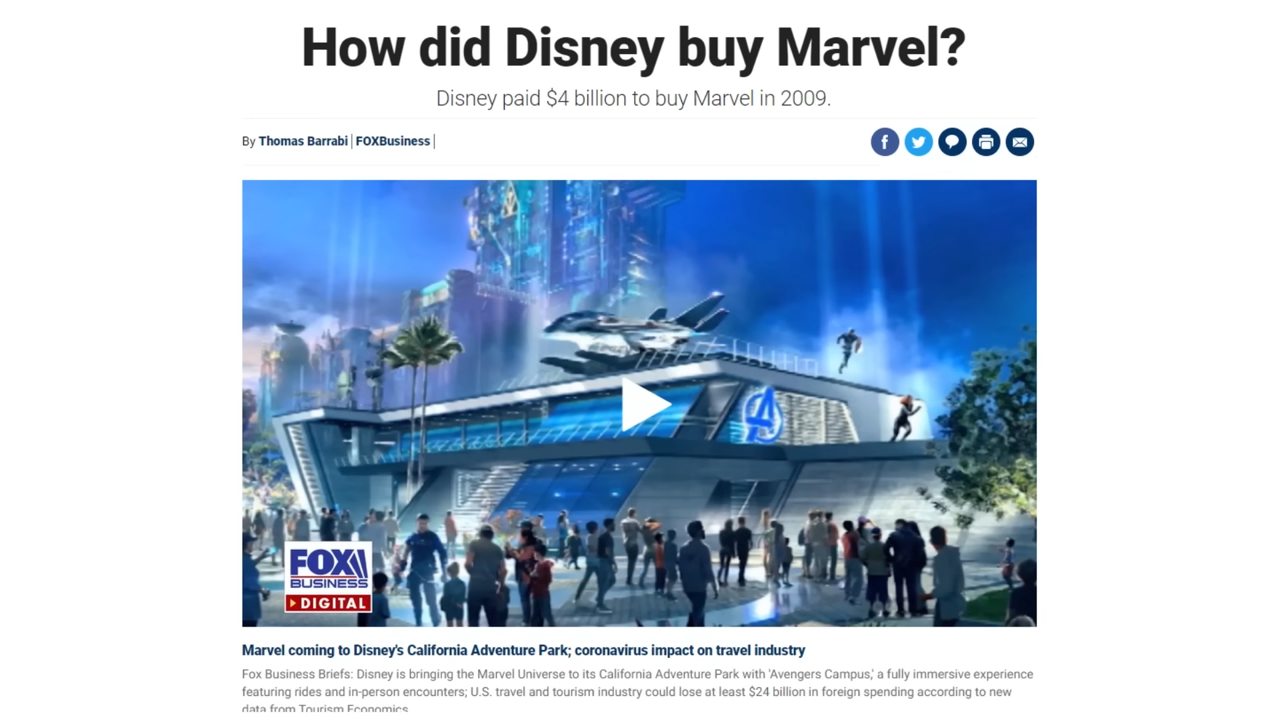 How did Disney buy Marvel?
Disney paid $4 billion to buy Marvel in 2009.
By Thomas Barrabi | FOXBusiness |
FOX
BUSINESS
DIGITAL
Marvel coming to Disney's California Adventure Park; coronavirus impact on travel industry
Fox Business Briefs: Disney is bringing the Marvel Universe to its California Adventure Park with 'Avengers Campus,' a fully immersive experience
featuring rides and in-person encounters; U.S. travel and tourism industry could lose at least $24 billion in foreign spending according to new
data from Tourism Economics